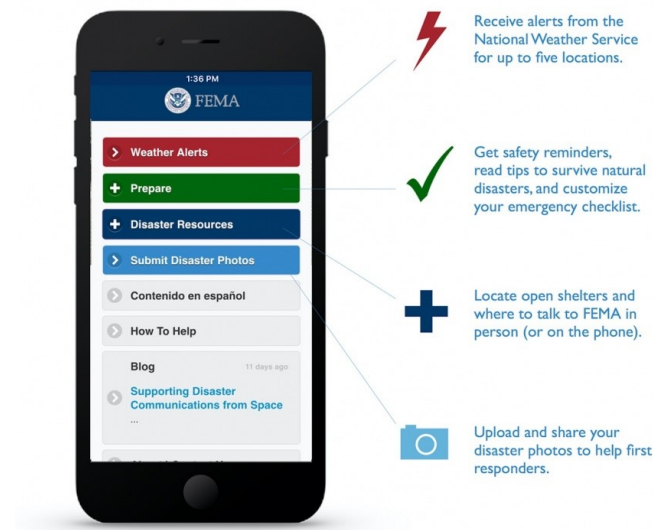 1:36 PM
FEMA
Weather Alerts
Prepare
Disaster Resources
Submit Disaster Photos
Contenido en español
How To Help
Blog 11 days ago
Supporting Disaster
Communications from Space
...
Receive alerts from the
National Weather Service
for up to five locations.
Get safety reminders,
read tips to survive natural
disasters, and customize
your emergency checklist.
Locate open shelters and
where to talk to FEMA in
person (or on the phone).
Upload and share your
disaster photos to help first
responders.